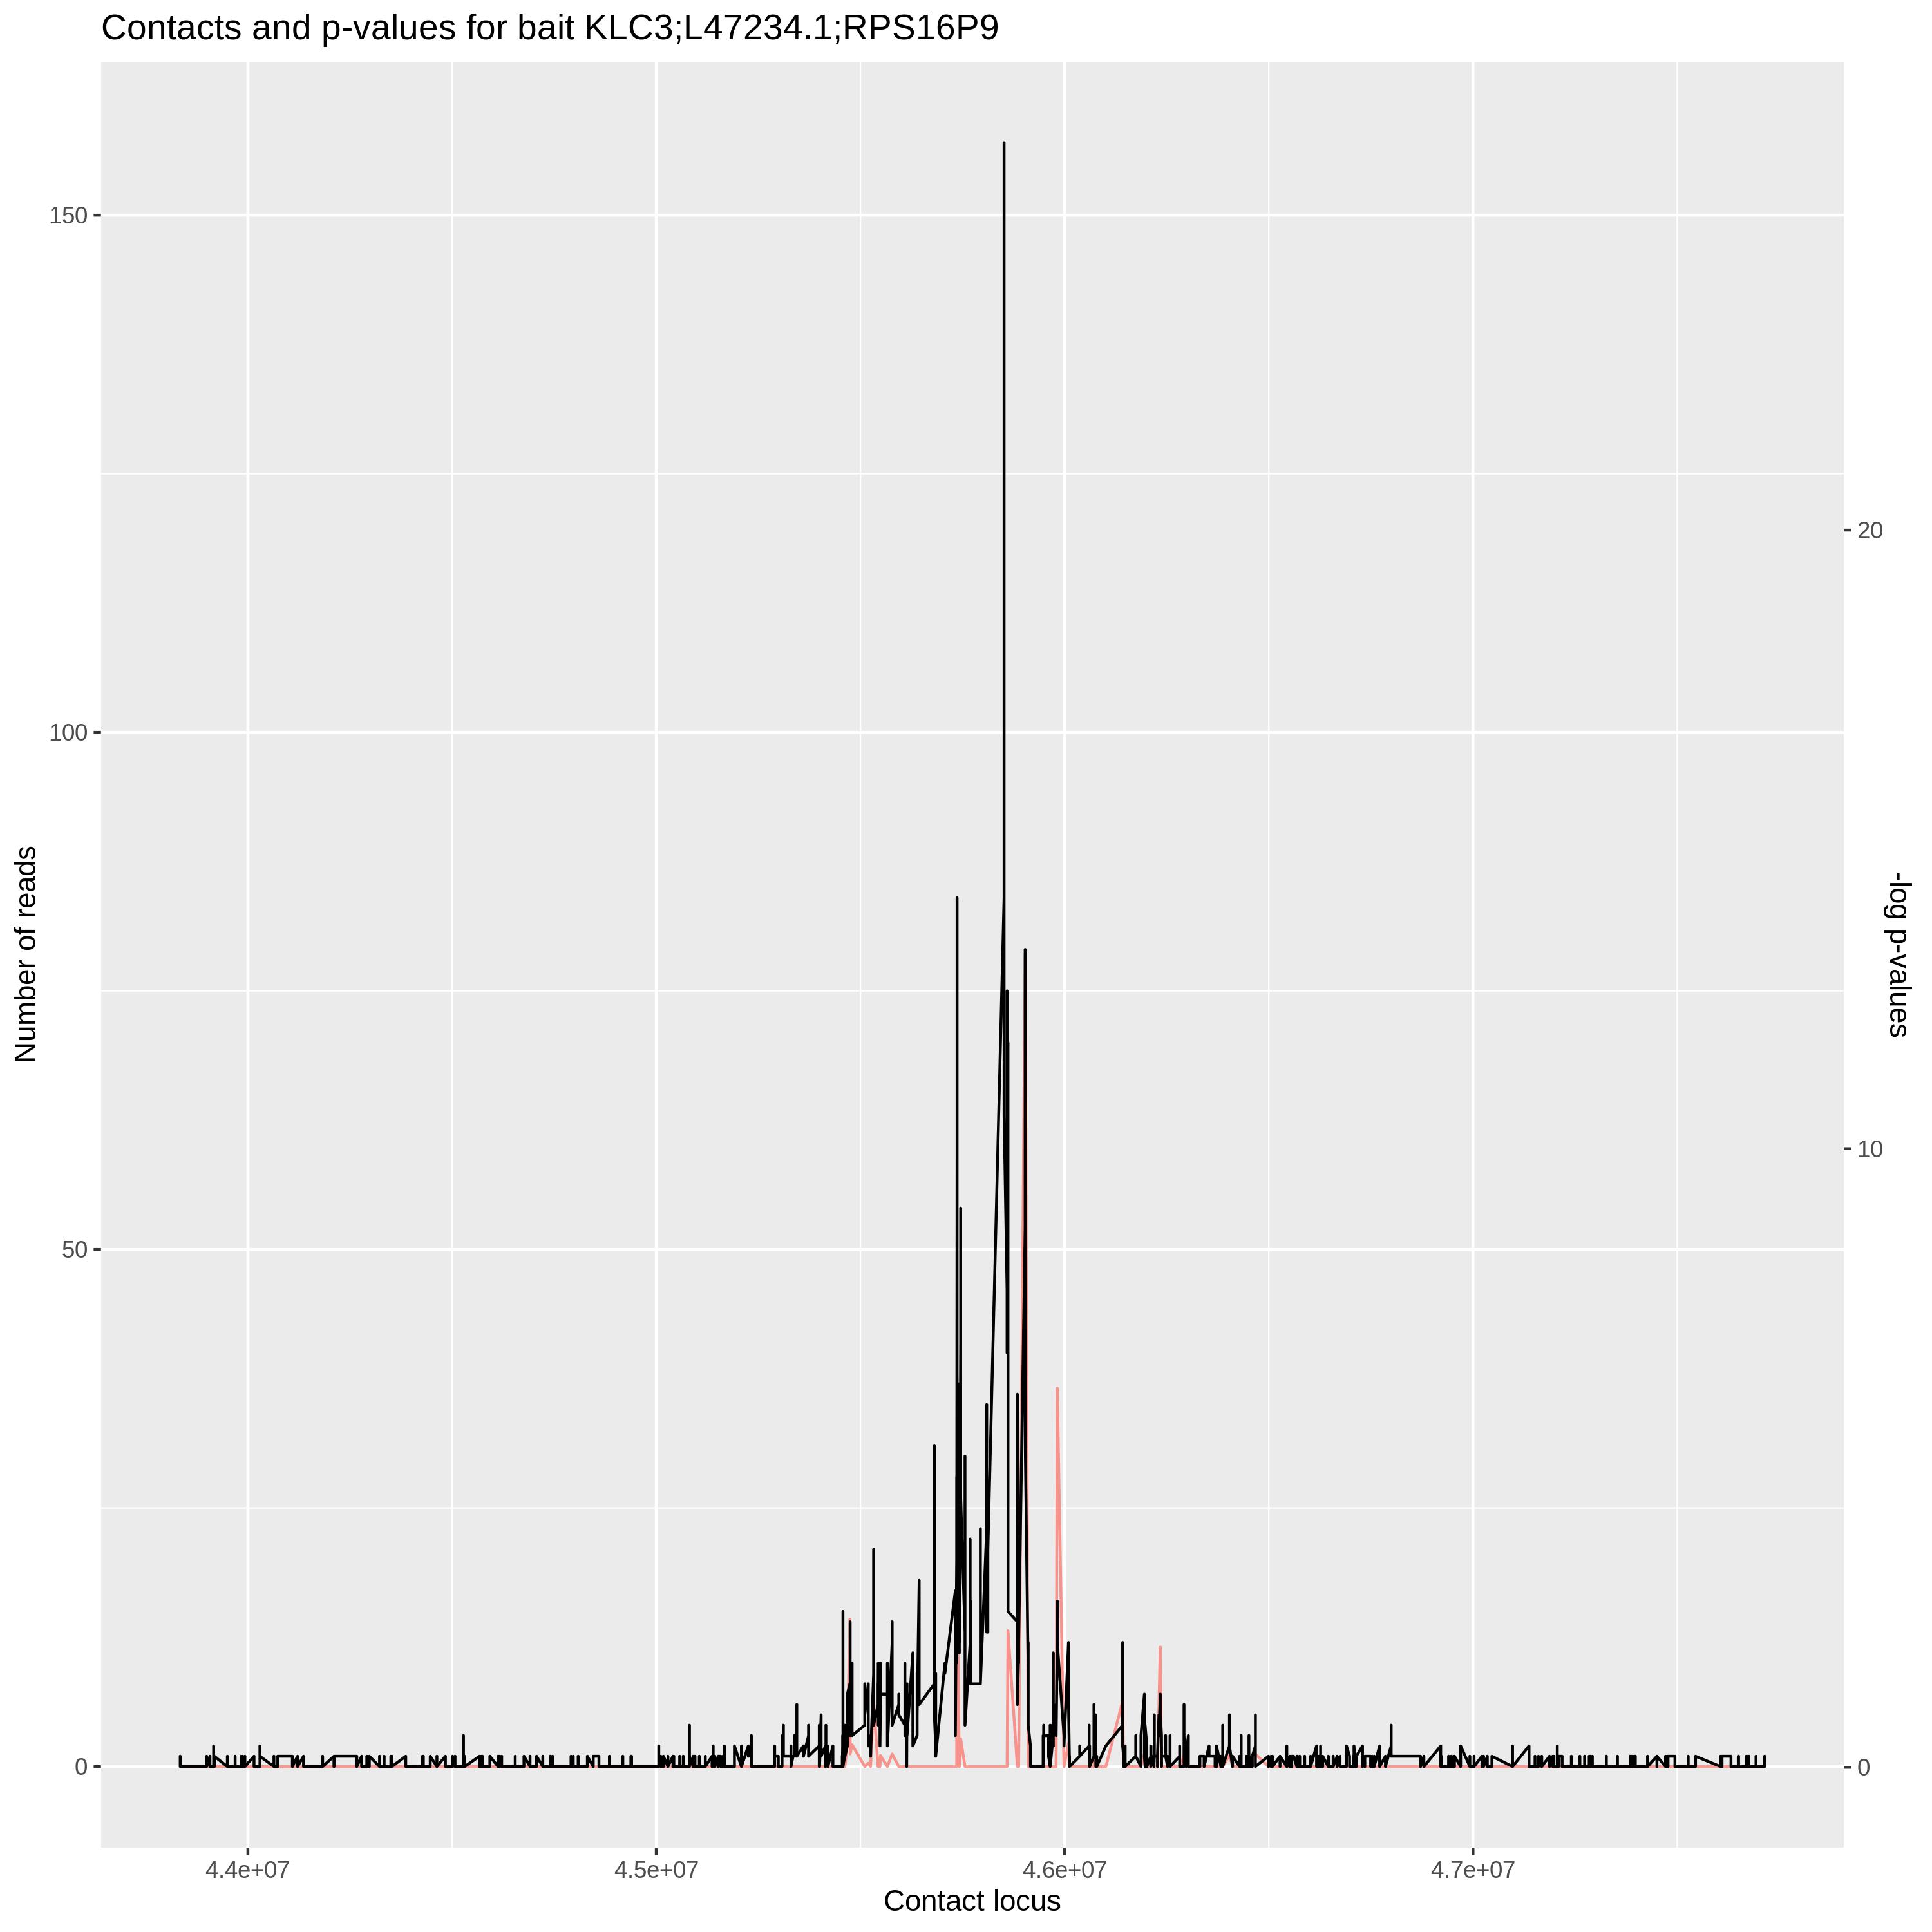 Contacts and p-values for bait KLC3;L47234.1;RPS16P9
150
100
50
0
Number of reads
20
10
0
-log p-values
4.4e+07
4.5e+07
4.6e+07
4.7e+07
Contact locus